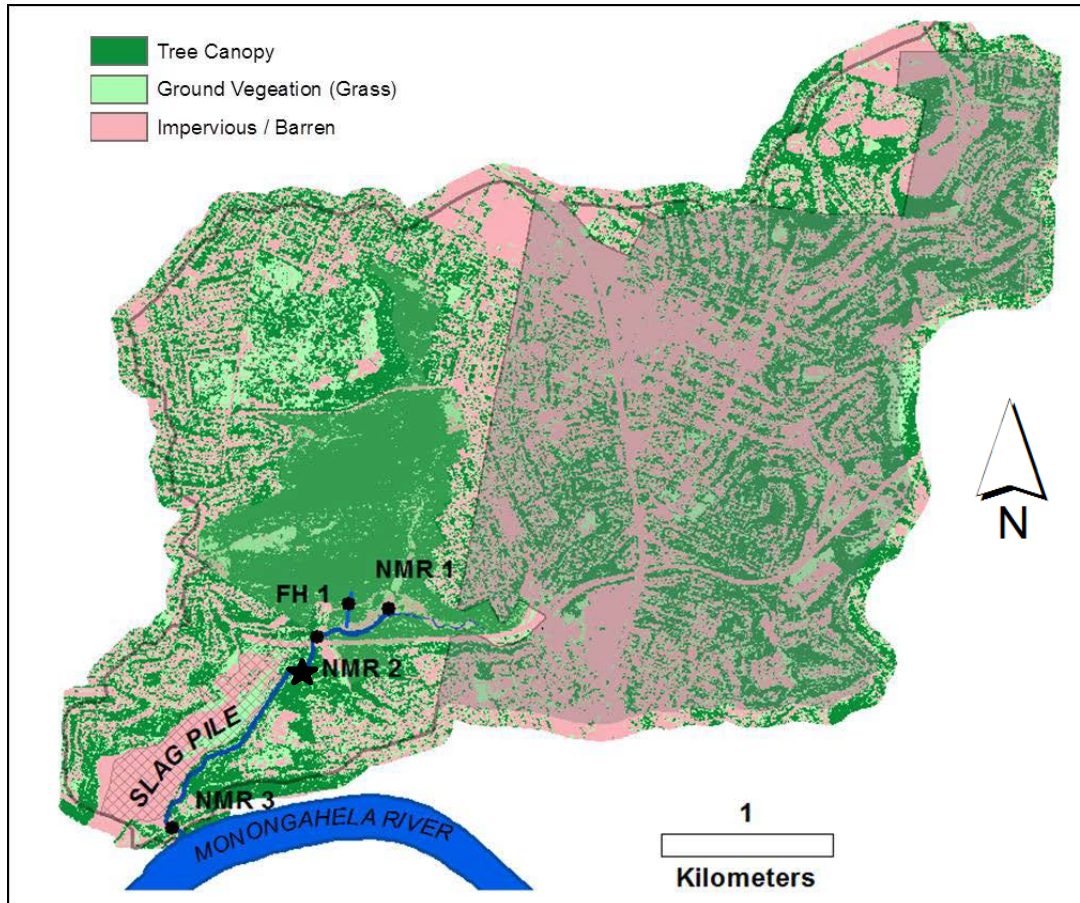 Tree Canopy
Ground Vegeation (Grass)
Impervious / Barren
N
NMR 1
FH 1
NMR 2
SLAG PILE
NMR 3
MONONGAHELA RIVER
1
Kilometers